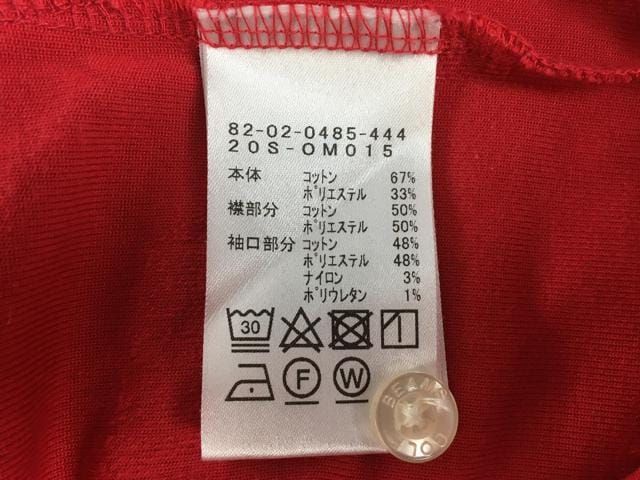 82-02-0485-444
20S-OM015
本体 コットン 67%
ポリエステル 33%
襟部分 コットン 50%
ポリエステル 50%
袖口部分 コットン 48%
ポリエステル 48%
ナイロン 3%
ポリウレタン 1%
30
F W
BEAMS
GOLF